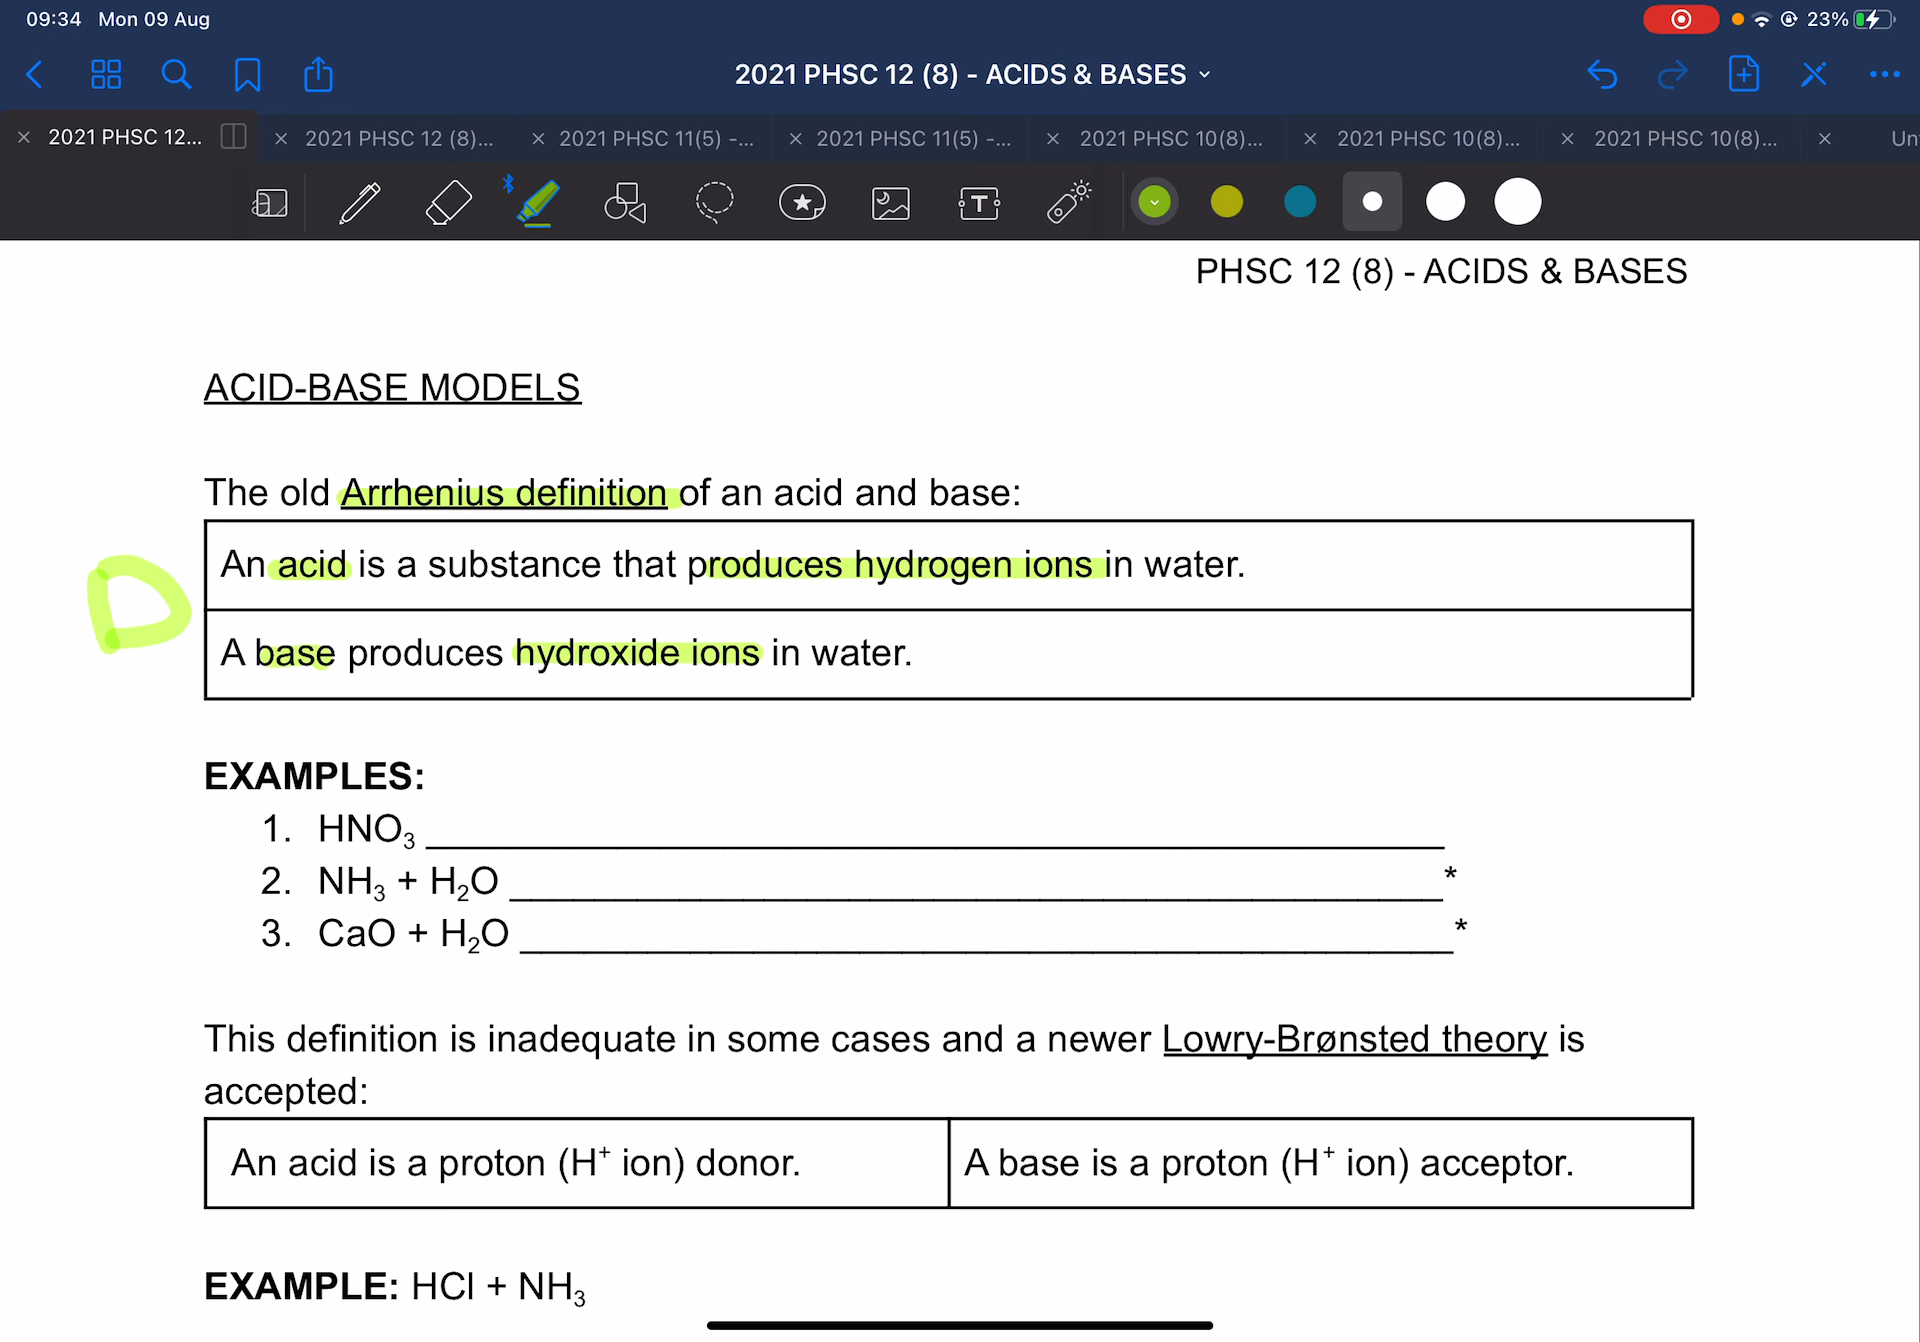 09:34 Mon 09 Aug 23%
2021 PHSC 12 (8) - ACIDS & BASES
2021 PHSC 12... 2021 PHSC 12 (8)... 2021 PHSC 11(5) -... 2021 PHSC 11(5) -... 2021 PHSC 10(8)... 2021 PHSC 10(8)... 2021 PHSC 10(8)... Un
T
PHSC 12 (8) - ACIDS & BASES
ACID-BASE MODELS
The old Arrhenius definition of an acid and base:
An acid is a substance that produces hydrogen ions in water.
A base produces hydroxide ions in water.
EXAMPLES:
1. HNO₃ ____________________
2. NH₃ + H₂O ____________________*
3. CaO + H₂O ____________________*
This definition is inadequate in some cases and a newer Lowry-Brønsted theory is
accepted:
An acid is a proton (H⁺ ion) donor. A base is a proton (H⁺ ion) acceptor.
EXAMPLE: HCl + NH₃